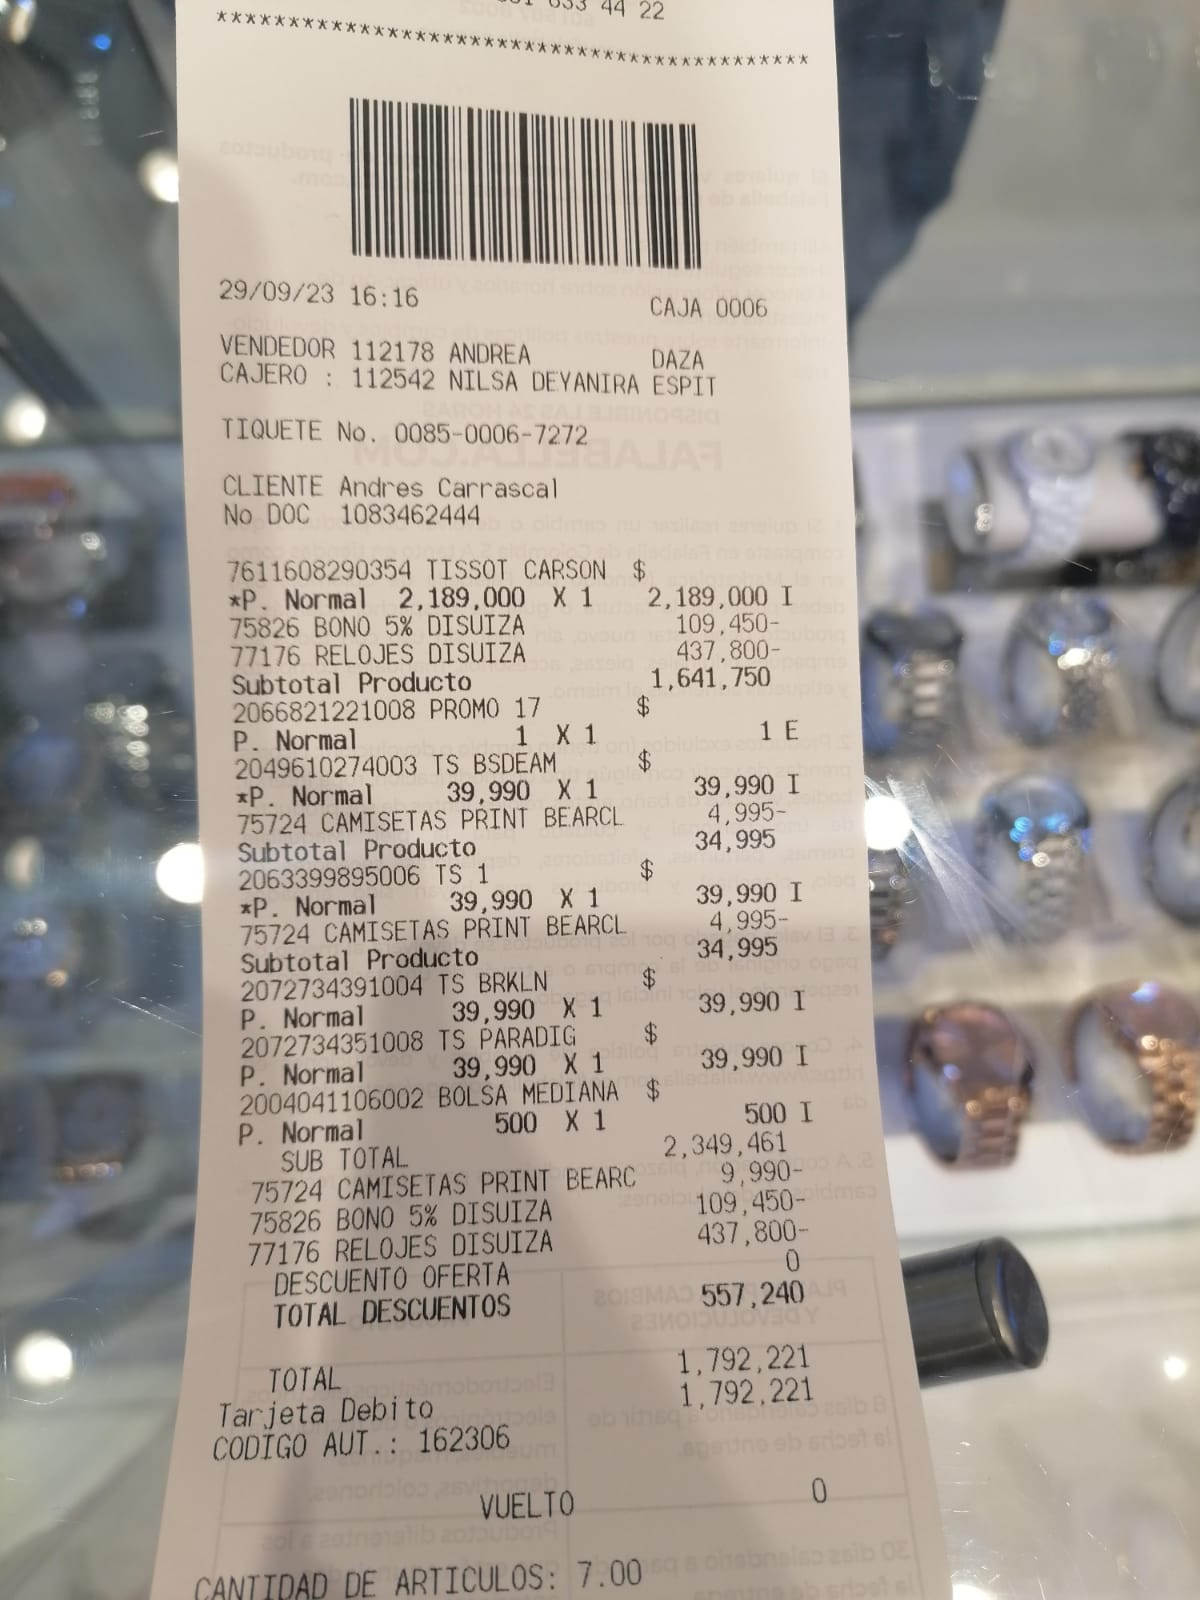 633 44 22
*******************************************
29/09/23 16:16 CAJA 0006
VENDEDOR 112178 ANDREA DAZA
CAJERO : 112542 NILSA DEYANIRA ESPIT
TIQUETE No. 0085-0006-7272
CLIENTE Andres Carrascal
No DOC 1083462444
7611608290354 TISSOT CARSON $
*P. Normal 2,189,000 X 1 2,189,000 I
75826 BONO 5% DISUIZA 109,450-
77176 RELOJES DISUIZA 437,800-
Subtotal Producto 1,641,750
2066821221008 PROMO 17 $
P. Normal 1 X 1 1 E
2049610274003 TS BSDEAM $
*P. Normal 39,990 X 1 39,990 I
75724 CAMISETAS PRINT BEARCL 4,995-
Subtotal Producto 34,995
2063399895006 TS 1 $
*P. Normal 39,990 X 1 39,990 I
75724 CAMISETAS PRINT BEARCL 4,995-
Subtotal Producto 34,995
2072734391004 TS BRKLN $
P. Normal 39,990 X 1 39,990 I
2072734351008 TS PARADIG $
P. Normal 39,990 X 1 39,990 I
2004041106002 BOLSA MEDIANA $
P. Normal 500 X 1 500 I
SUB TOTAL 2,349,461
75724 CAMISETAS PRINT BEARC 9,990-
75826 BONO 5% DISUIZA 109,450-
77176 RELOJES DISUIZA 437,800-
DESCUENTO OFERTA 0
TOTAL DESCUENTOS 557,240
TOTAL 1,792,221
Tarjeta Debito 1,792,221
CODIGO AUT.: 162306
VUELTO 0
CANTIDAD DE ARTICULOS: 7.00